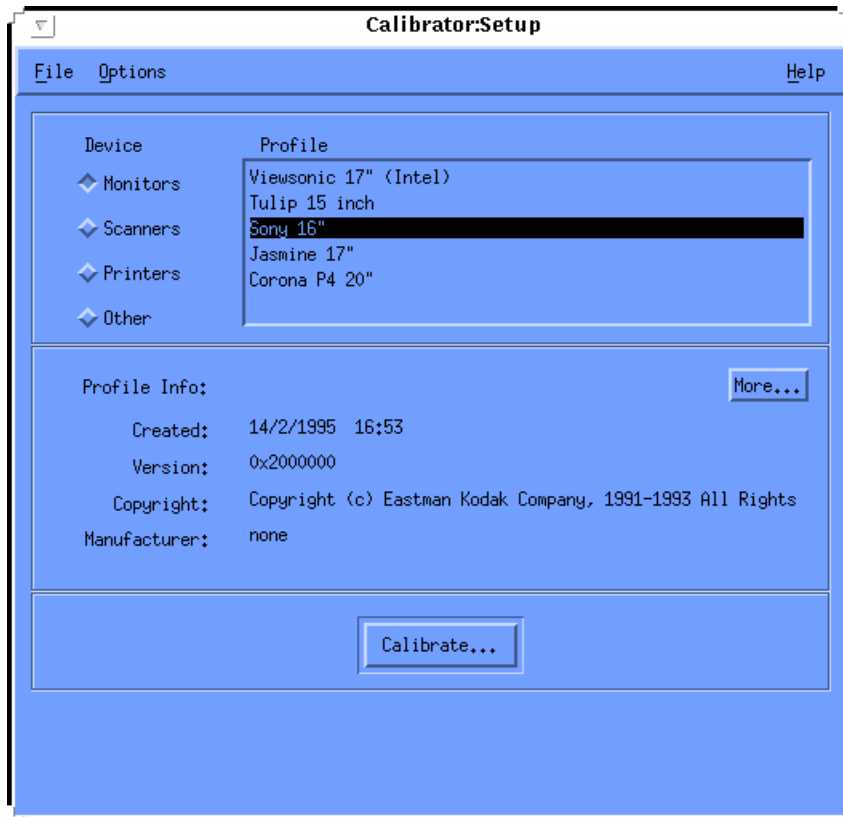 Calibrator:Setup
File Options Help
Device Profile
Monitors
Scanners
Printers
Other
Viewsonic 17" (Intel)
Tulip 15 inch
Sony 16"
Jasmine 17"
Corona P4 20"
Profile Info: More...
Created: 14/2/1995 16:53
Version: 0x2000000
Copyright: Copyright (c) Eastman Kodak Company, 1991-1993 All Rights
Manufacturer: none
Calibrate...